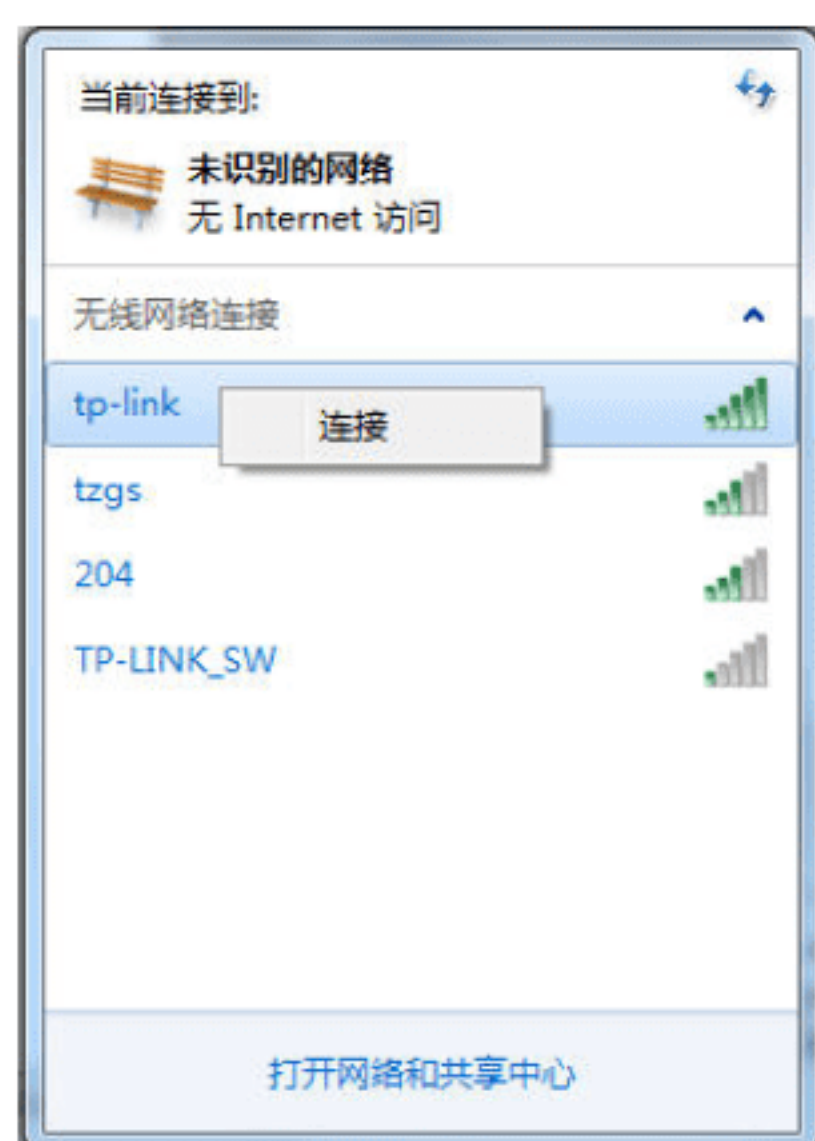 当前连接到:
未识别的网络
无 Internet 访问
无线网络连接
tp-link
连接
tzgs
204
TP-LINK_SW
打开网络和共享中心